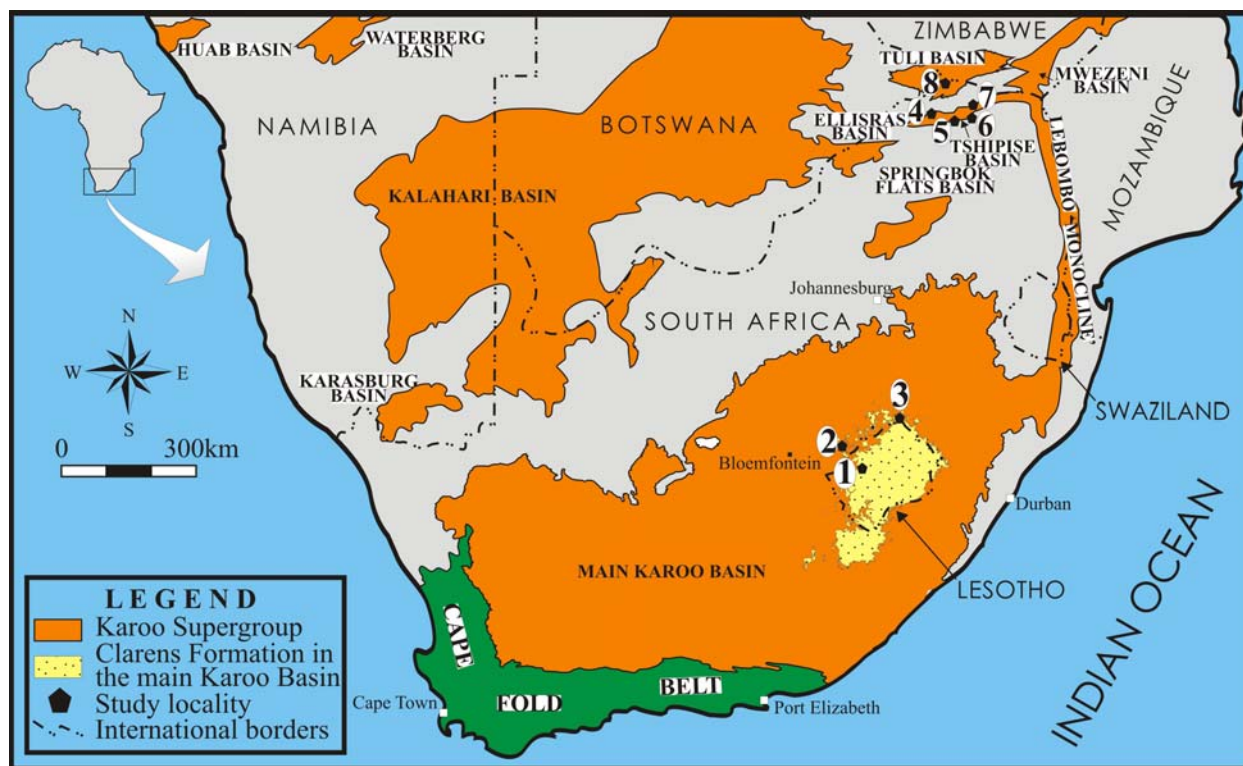 HUAB BASIN
WATERBERG
BASIN
ZIMBABWE
TULI BASIN
MWEZENI
BASIN
8
7
4
5
6
ELLISRAS
BASIN
TSHIPISE
BASIN
NAMIBIA
BOTSWANA
MOZAMBIQUE
SPRINGBOK
FLATS BASIN
KALAHARI BASIN
LEBOMBO 'MONOCLINE'
Johannesburg
SOUTH AFRICA
N
W
E
S
KARASBURG
BASIN
SWAZILAND
0
300km
3
2
Bloemfontein
1
Durban
MAIN KAROO BASIN
LESOTHO
INDIAN OCEAN
CAPE
FOLD
BELT
Cape Town
Port Elizabeth
LEGEND
Karoo Supergroup
Clarens Formation in
the main Karoo Basin
Study locality
International borders